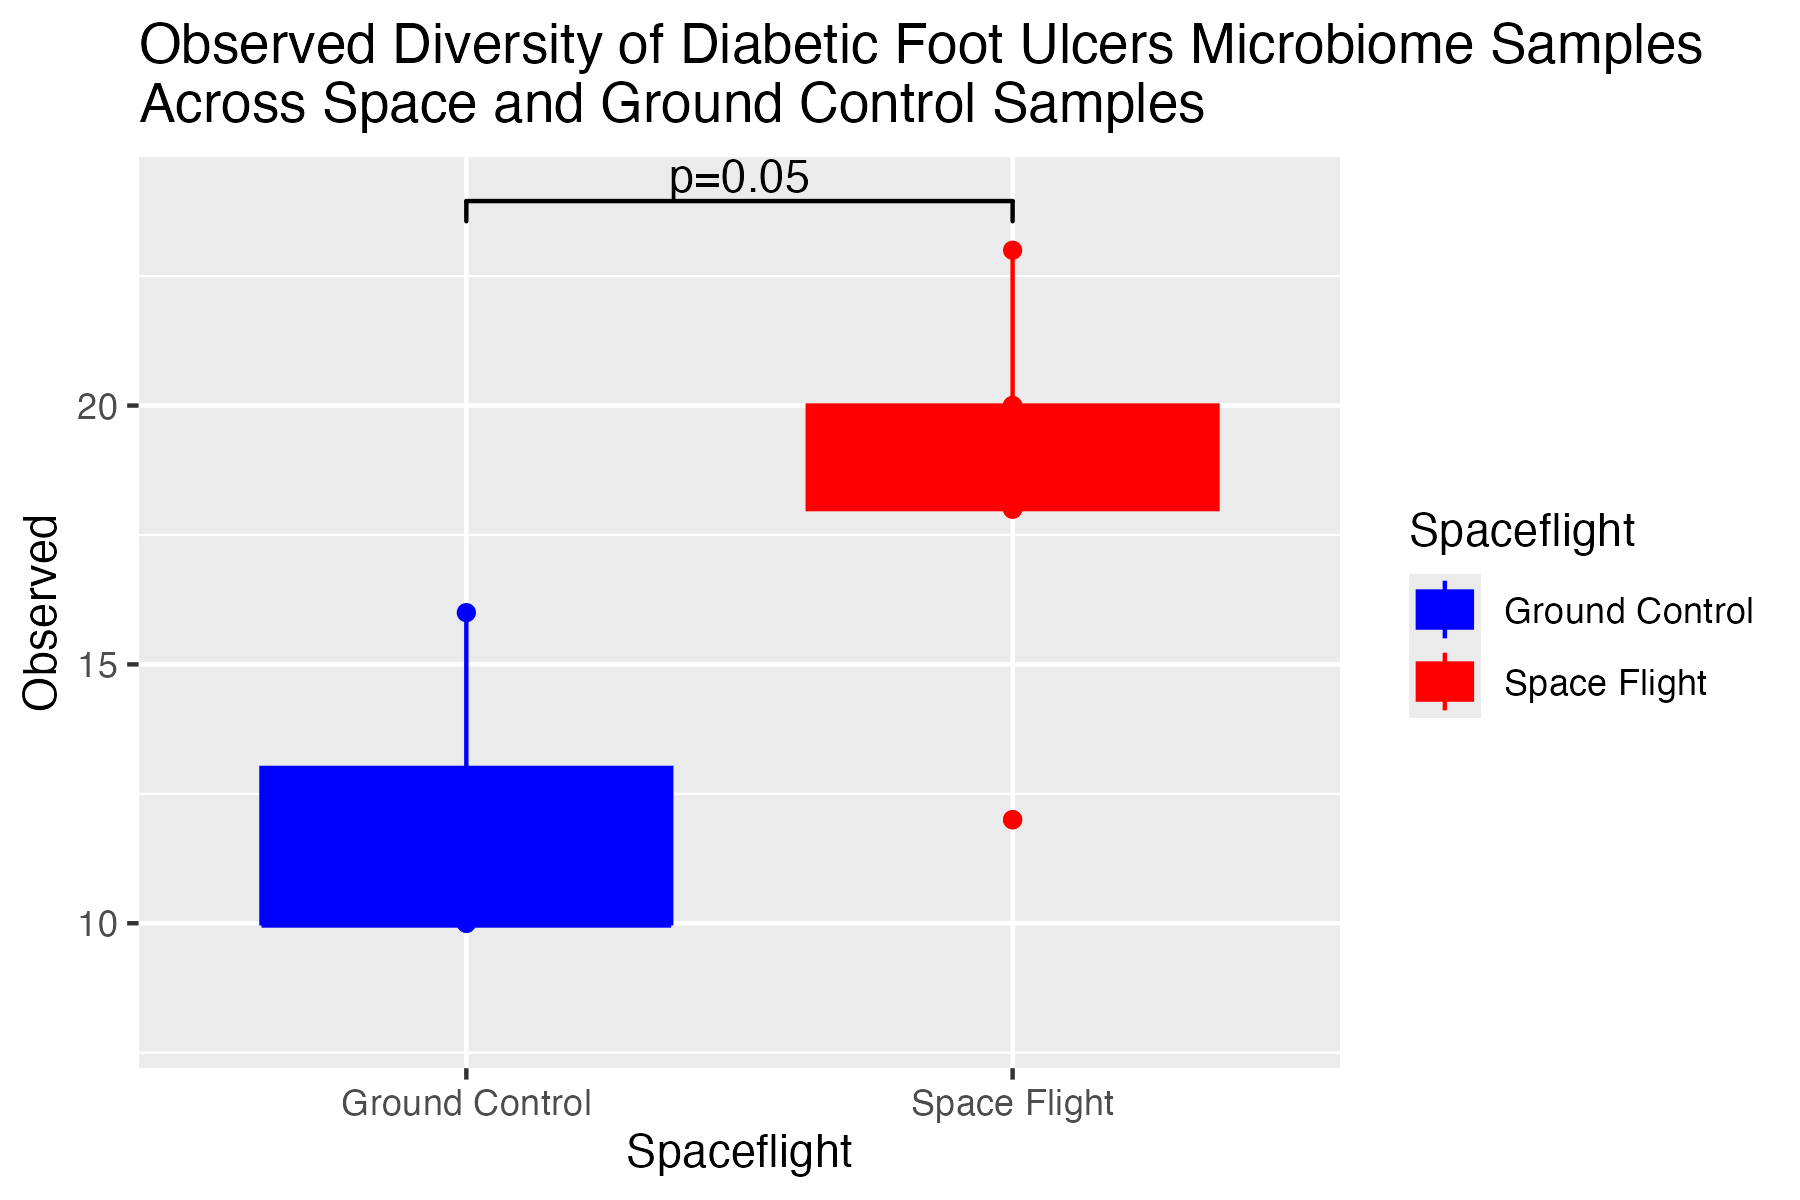 Observed Diversity of Diabetic Foot Ulcers Microbiome Samples
Across Space and Ground Control Samples
p=0.05
20
15
10
Observed
Ground Control
Space Flight
Spaceflight
Spaceflight
Ground Control
Space Flight